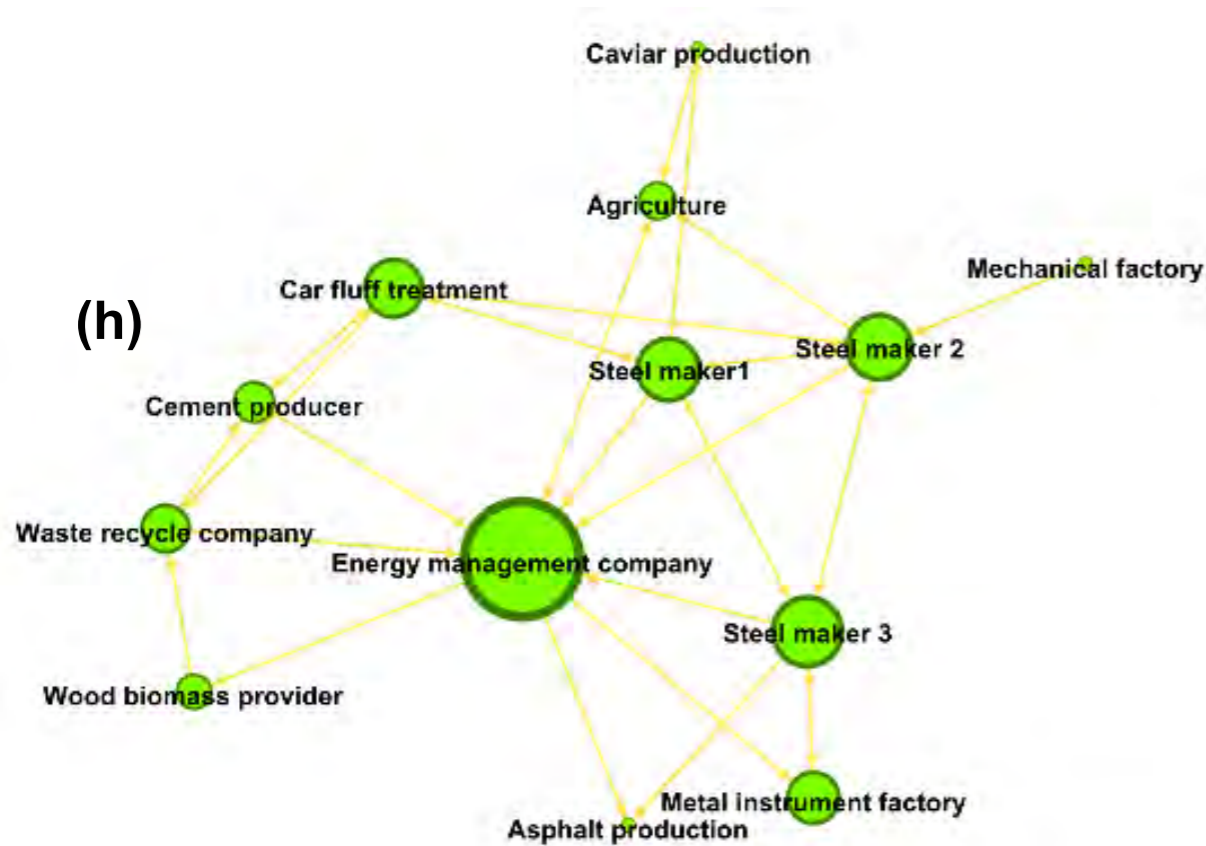 Caviar production
Agriculture
Mechanical factory
Car fluff treatment
(h)
Steel maker 2
Steel maker1
Cement producer
Waste recycle company
Energy management company
Steel maker 3
Wood biomass provider
Metal instrument factory
Asphalt production